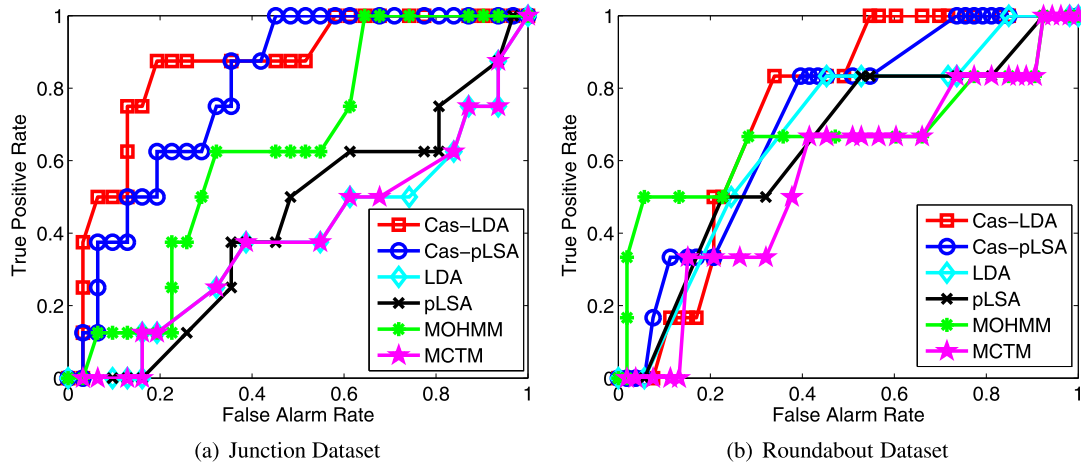 1
0.8
0.6
0.4
0.2
0
0 0.2 0.4 0.6 0.8 1
True Positive Rate
False Alarm Rate
Cas-LDA
Cas-pLSA
LDA
pLSA
MOHMM
MCTM
(a) Junction Dataset
1
0.8
0.6
0.4
0.2
0
0 0.2 0.4 0.6 0.8 1
True Positive Rate
False Alarm Rate
Cas-LDA
Cas-pLSA
LDA
pLSA
MOHMM
MCTM
(b) Roundabout Dataset